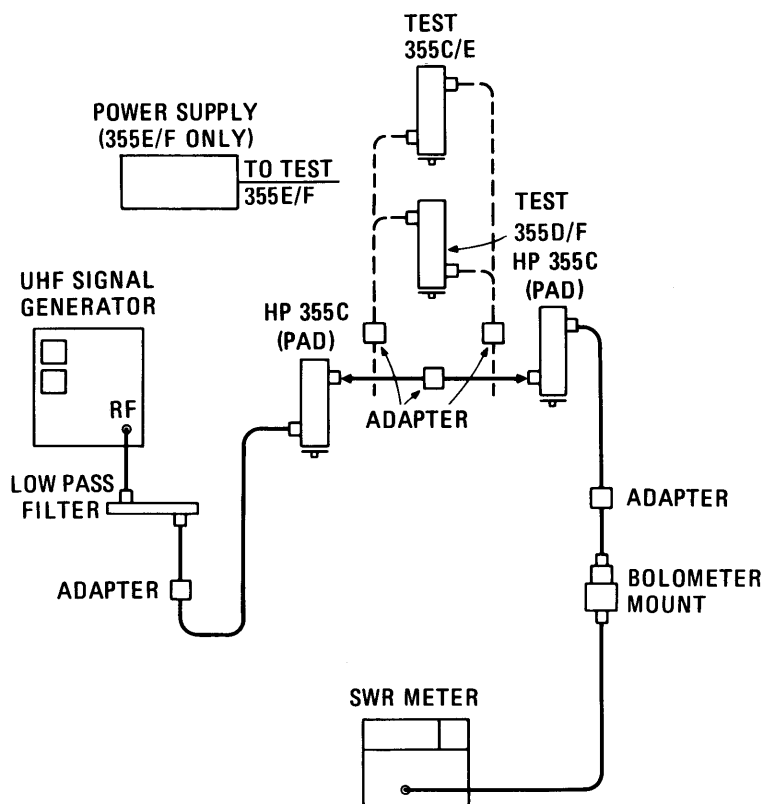 TEST
355C/E
POWER SUPPLY
(355E/F ONLY)
TO TEST
355E/F
TEST
355D/F
HP 355C
(PAD)
UHF SIGNAL
GENERATOR
HP 355C
(PAD)
RF
ADAPTER
LOW PASS
FILTER
ADAPTER
ADAPTER
BOLOMETER
MOUNT
SWR METER